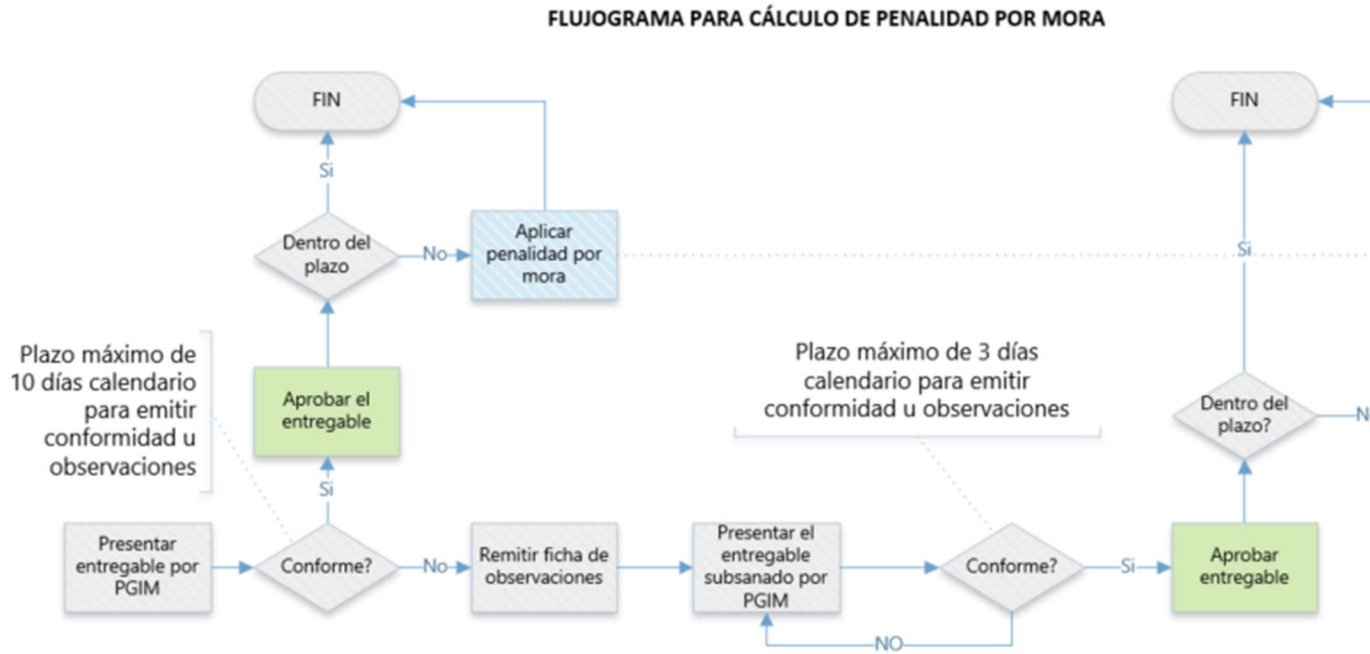 FLUJOGRAMA PARA CÁLCULO DE PENALIDAD POR MORA
FIN
FIN
Si
Dentro del
plazo
No
Aplicar
penalidad por
mora
Si
Plazo máximo de
10 días calendario
para emitir
conformidad u
observaciones
Aprobar el
entregable
Plazo máximo de 3 días
calendario para emitir
conformidad u observaciones
Dentro del
plazo?
Si
Presentar
entregable por
PGIM
Conforme?
No
Remitir ficha de
observaciones
Presentar el
entregable
subsanado por
PGIM
Conforme?
Si
Aprobar
entregable
NO